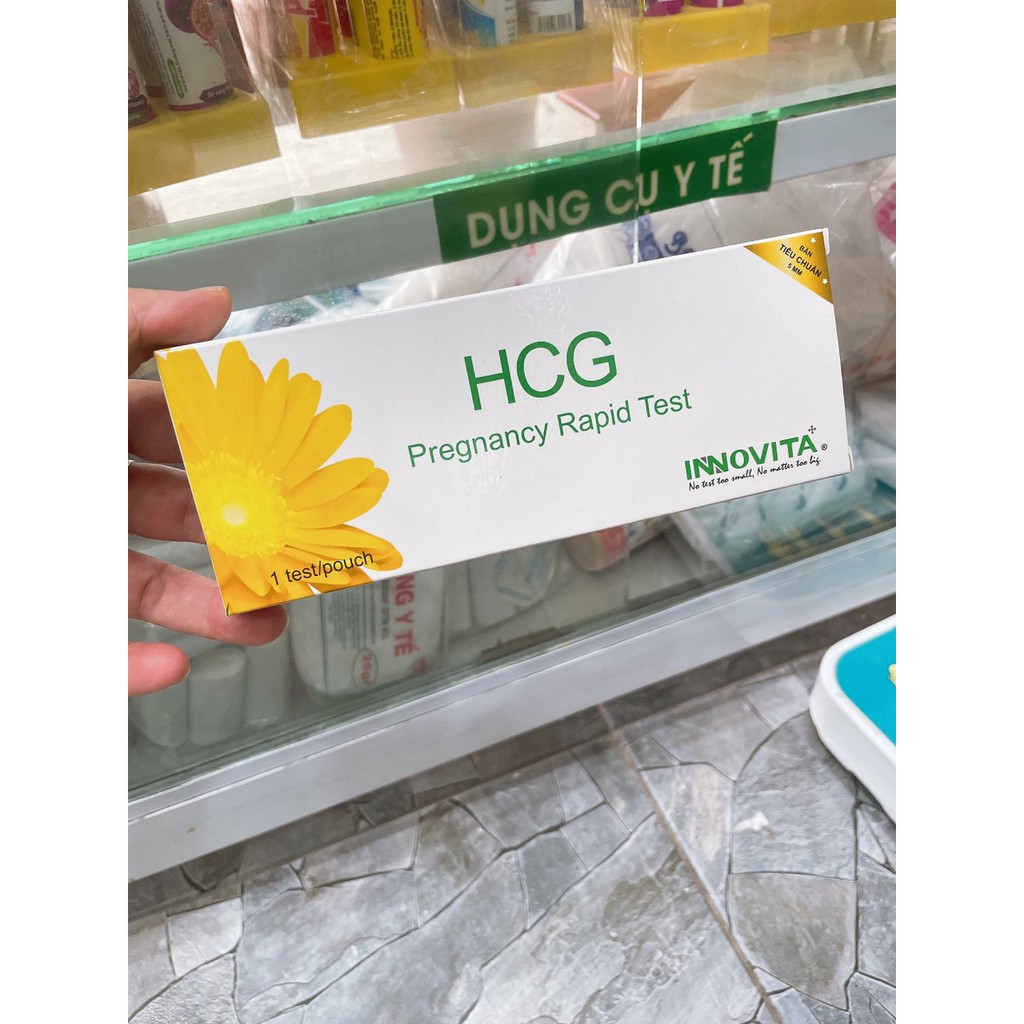 DỤNG CỤ Y TẾ
BẢN
TIÊU CHUẨN
5 MM
HCG
Pregnancy Rapid Test
INNOVITA®
No test too small, No matter too big.
1 test/pouch
NG Y TẾ